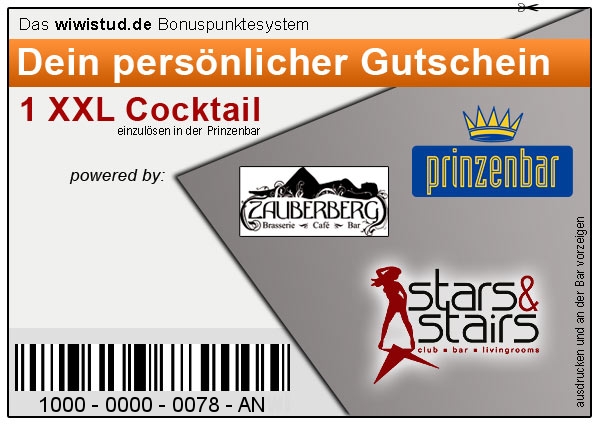 Das wiwistud.de Bonuspunktesystem
Dein persönlicher Gutschein
1 XXL Cocktail
einzulösen in der Prinzenbar
prinzenbar
powered by:
ZAUBERBERG
Brasserie Café Bar
stars&
stairs
club ▪ bar ▪ livingrooms
ausdrucken und an der Bar vorzeigen
1000 - 0000 - 0078 - AN